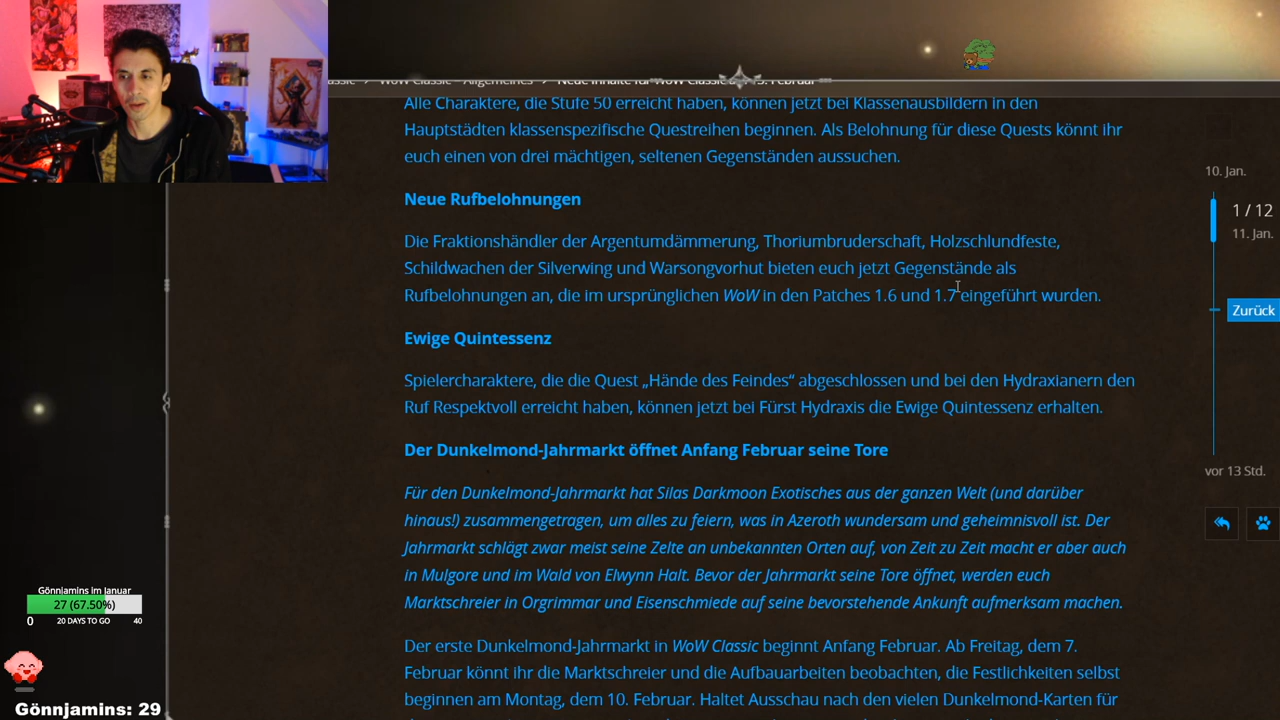 WoW Classic - Allgemeines > Neue Inhalte für WoW Classic Februar
Alle Charaktere, die Stufe 50 erreicht haben, können jetzt bei Klassenausbildern in den
Hauptstädten klassenspezifische Questreihen beginnen. Als Belohnung für diese Quests könnt ihr
euch einen von drei mächtigen, seltenen Gegenständen aussuchen.
Neue Rufbelohnungen
Die Fraktionshändler der Argentumdämmerung, Thoriumbruderschaft, Holzschlundfeste,
Schildwachen der Silverwing und Warsongvorhut bieten euch jetzt Gegenstände als
Rufbelohnungen an, die im ursprünglichen WoW in den Patches 1.6 und 1.7 eingeführt wurden.
Ewige Quintessenz
Spielercharaktere, die die Quest „Hände des Feindes“ abgeschlossen und bei den Hydraxianern den
Ruf Respektvoll erreicht haben, können jetzt bei Fürst Hydraxis die Ewige Quintessenz erhalten.
Der Dunkelmond-Jahrmarkt öffnet Anfang Februar seine Tore
Für den Dunkelmond-Jahrmarkt hat Silas Darkmoon Exotisches aus der ganzen Welt (und darüber
hinaus!) zusammengetragen, um alles zu feiern, was in Azeroth wundersam und geheimnisvoll ist. Der
Jahrmarkt schlägt zwar meist seine Zelte an unbekannten Orten auf, von Zeit zu Zeit macht er aber auch
in Mulgore und im Wald von Elwynn Halt. Bevor der Jahrmarkt seine Tore öffnet, werden euch
Marktschreier in Orgrimmar und Eisenschmiede auf seine bevorstehende Ankunft aufmerksam machen.
Der erste Dunkelmond-Jahrmarkt in WoW Classic beginnt Anfang Februar. Ab Freitag, dem 7.
Februar könnt ihr die Marktschreier und die Aufbauarbeiten beobachten, die Festlichkeiten selbst
beginnen am Montag, dem 10. Februar. Haltet Ausschau nach den vielen Dunkelmond-Karten für
10. Jan.
1 / 12
11. Jan.
Zurück
vor 13 Std.
Gönnjamins im Januar
27 (67.50%)
0 20 DAYS TO GO 40
Gönnjamins: 29